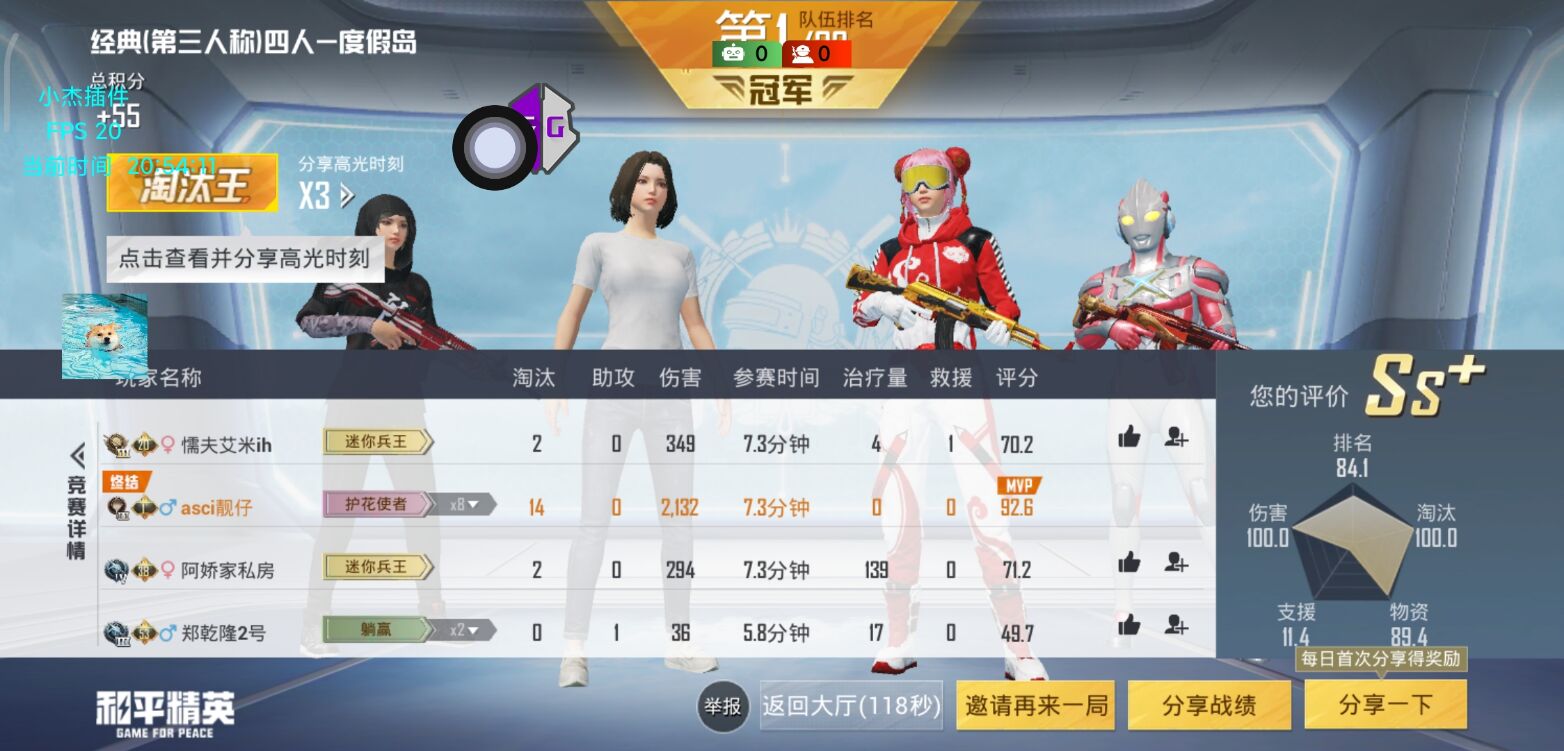 经典(第三人称)四人一度假岛
总积分
小杰插件
+55
FPS 20
当前时间 20:54:11
淘汰王
分享高光时刻
X3
点击查看并分享高光时刻
第1
队伍排名
0 0
冠军
G
玩家名称 淘汰 助攻 伤害 参赛时间 治疗量 救援 评分
竞赛详情
20 懦夫艾米ih 迷你兵王 2 0 349 7.3分钟 4 1 70.2
终结 MVP
asci靓仔 护花使者 x8 14 0 2,132 7.3分钟 0 0 92.6
38 阿娇家私房 迷你兵王 2 0 294 7.3分钟 139 0 71.2
53 郑乾隆2号 躺赢 x2 0 1 36 5.8分钟 17 0 49.7
您的评价 SS+
排名
84.1
伤害
100.0
淘汰
100.0
支援
11.4
物资
89.4
每日首次分享得奖励
和平精英
GAME FOR PEACE
举报 返回大厅(118秒) 邀请再来一局 分享战绩 分享一下